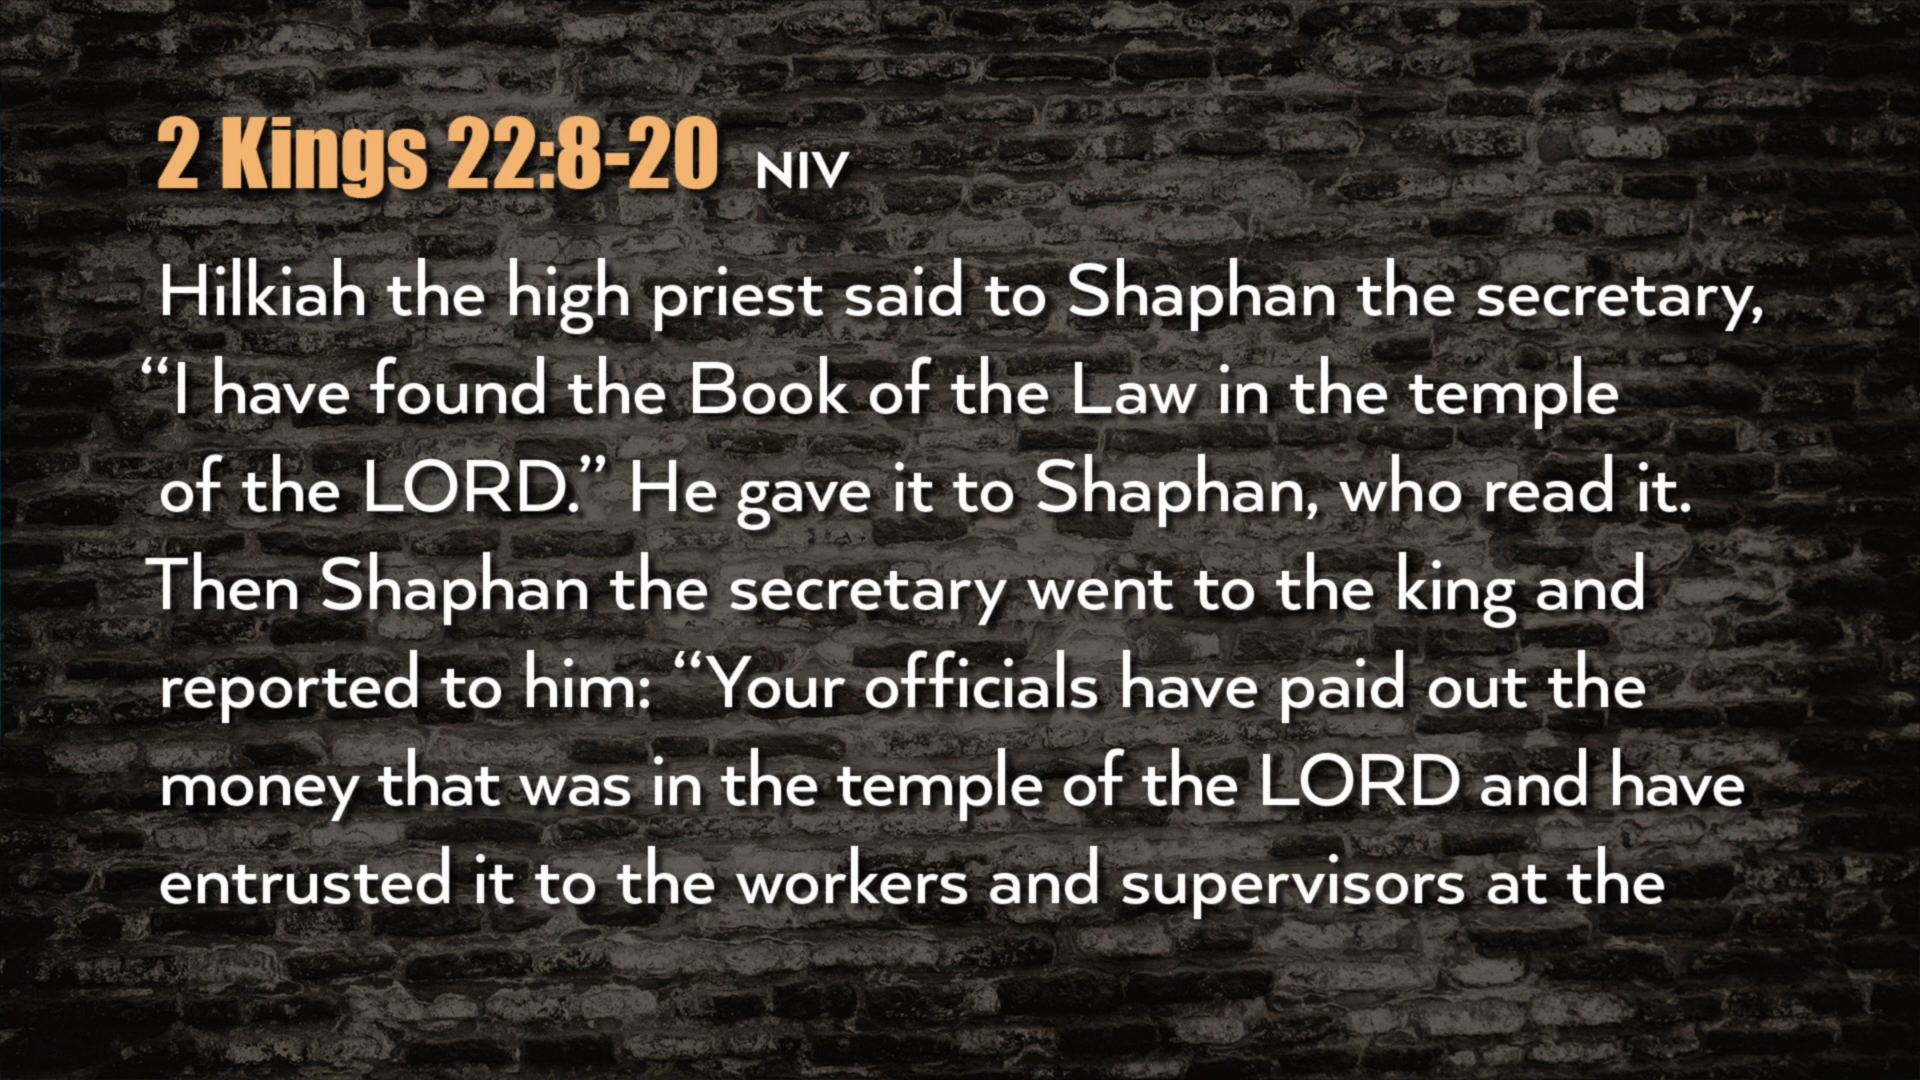 2 Kings 22:8-20 NIV
Hilkiah the high priest said to Shaphan the secretary,
“I have found the Book of the Law in the temple
of the LORD.” He gave it to Shaphan, who read it.
Then Shaphan the secretary went to the king and
reported to him: “Your officials have paid out the
money that was in the temple of the LORD and have
entrusted it to the workers and supervisors at the